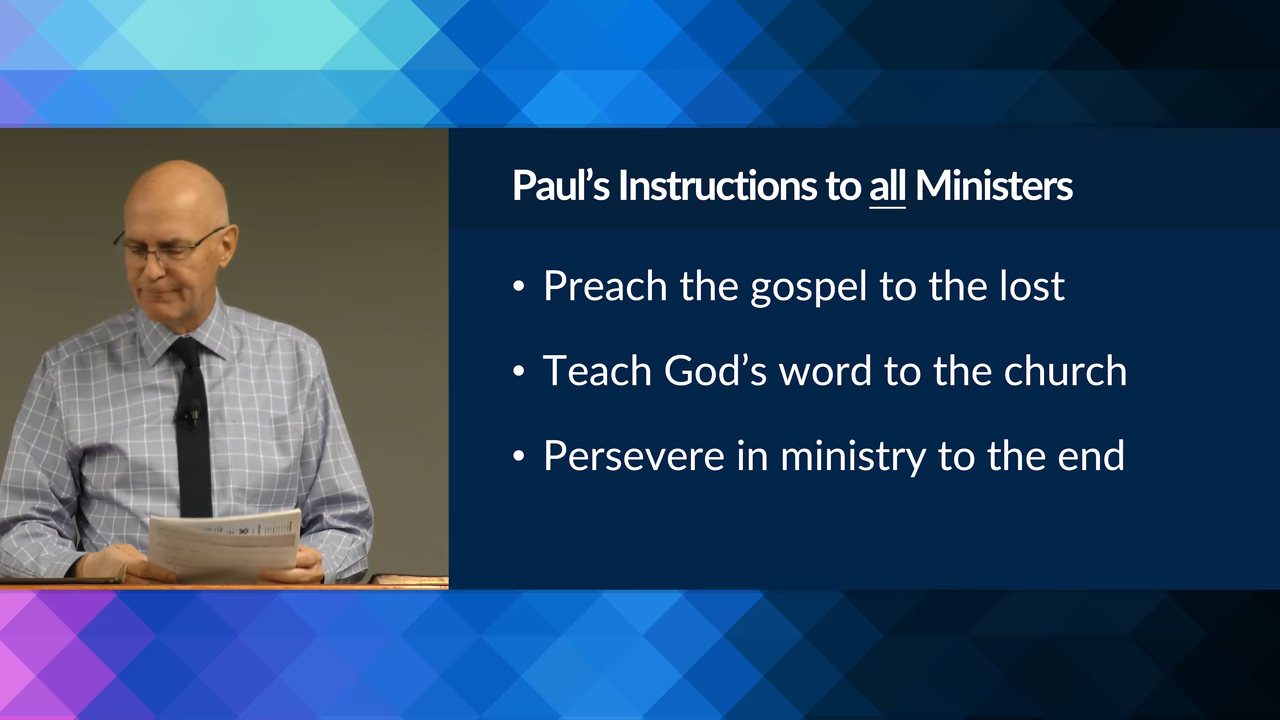 Paul’s Instructions to all Ministers
• Preach the gospel to the lost
• Teach God’s word to the church
• Persevere in ministry to the end